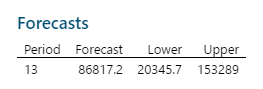 Forecasts
Period Forecast Lower Upper
13 86817.2 20345.7 153289